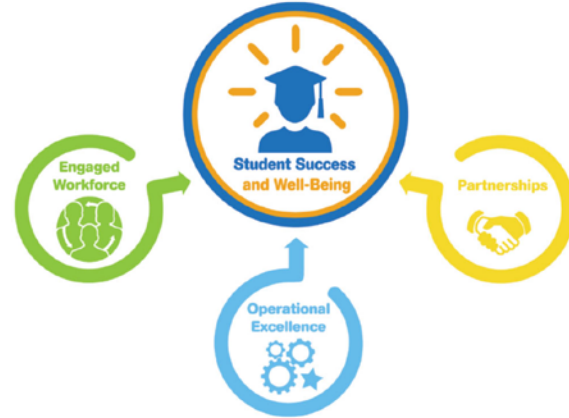 Student Success
and Well-Being
Engaged
Workforce
Partnerships
Operational
Excellence